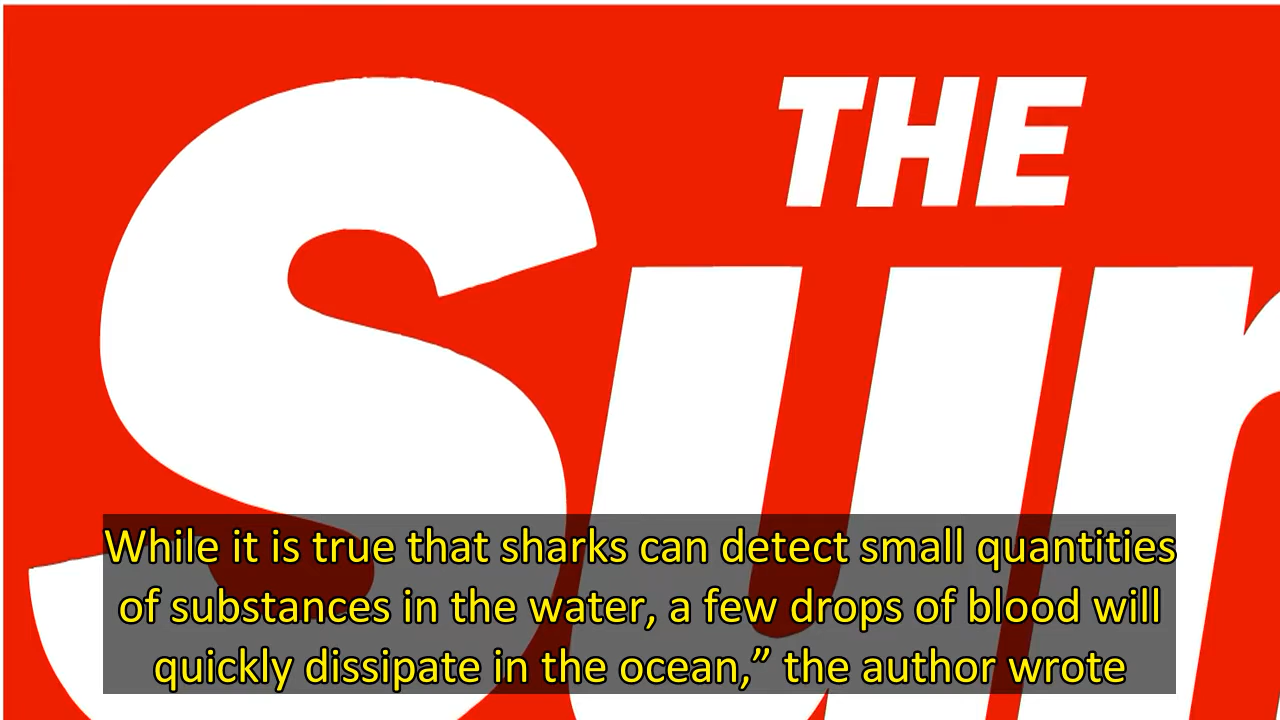 THE
Sun
While it is true that sharks can detect small quantities
of substances in the water, a few drops of blood will
quickly dissipate in the ocean,” the author wrote